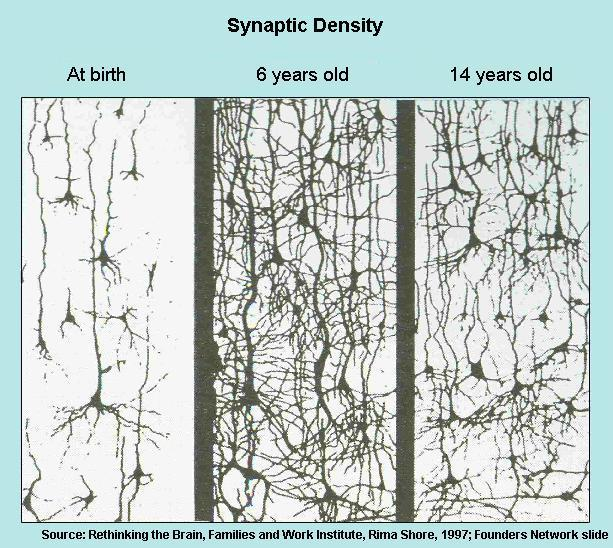 Synaptic Density
At birth 6 years old 14 years old
Source: Rethinking the Brain, Families and Work Institute, Rima Shore, 1997; Founders Network slide